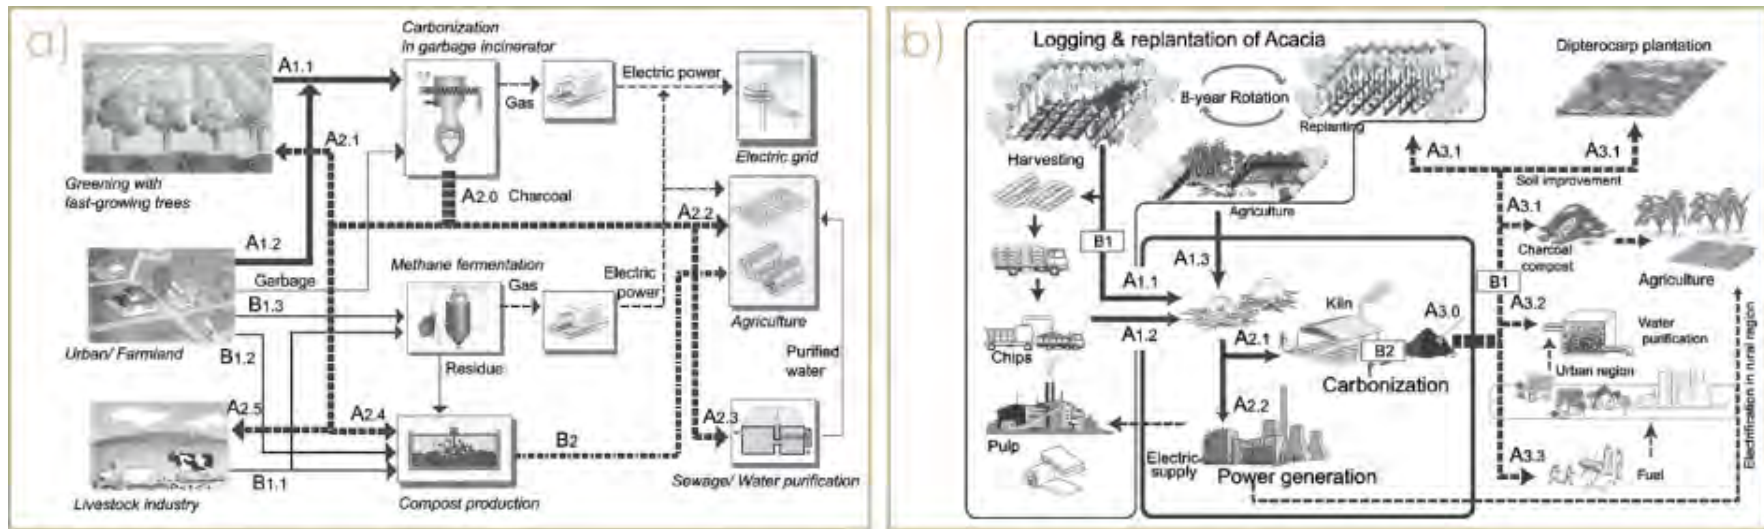 a)
Carbonization
in garbage incinerator
A1.1
Gas
Electric power
Electric grid
A2.1
Greening with
fast-growing trees
A2.0
Charcoal
A2.2
A1.2
Garbage
Methane fermentation
Gas
Electric
power
B1.3
Agriculture
Urban/ Farmland
B1.2
Residue
Purified
water
A2.5
A2.4
A2.3
B2
B1.1
Livestock industry
Compost production
Sewage/ Water purification
b)
Logging & replantation of Acacia
Dipterocarp plantation
8-year Rotation
Replanting
Harvesting
A3.1
A3.1
Soil improvement
Agriculture
A3.1
B1
Charcoal
compost
A1.3
Agriculture
A1.1
B1
Kiln
A3.0
A3.2
Water
purification
A1.2
A2.1
B2
Chips
Carbonization
Urban region
A2.2
Pulp
Electric
supply
Power generation
A3.3
Fuel
Electrification in rural region